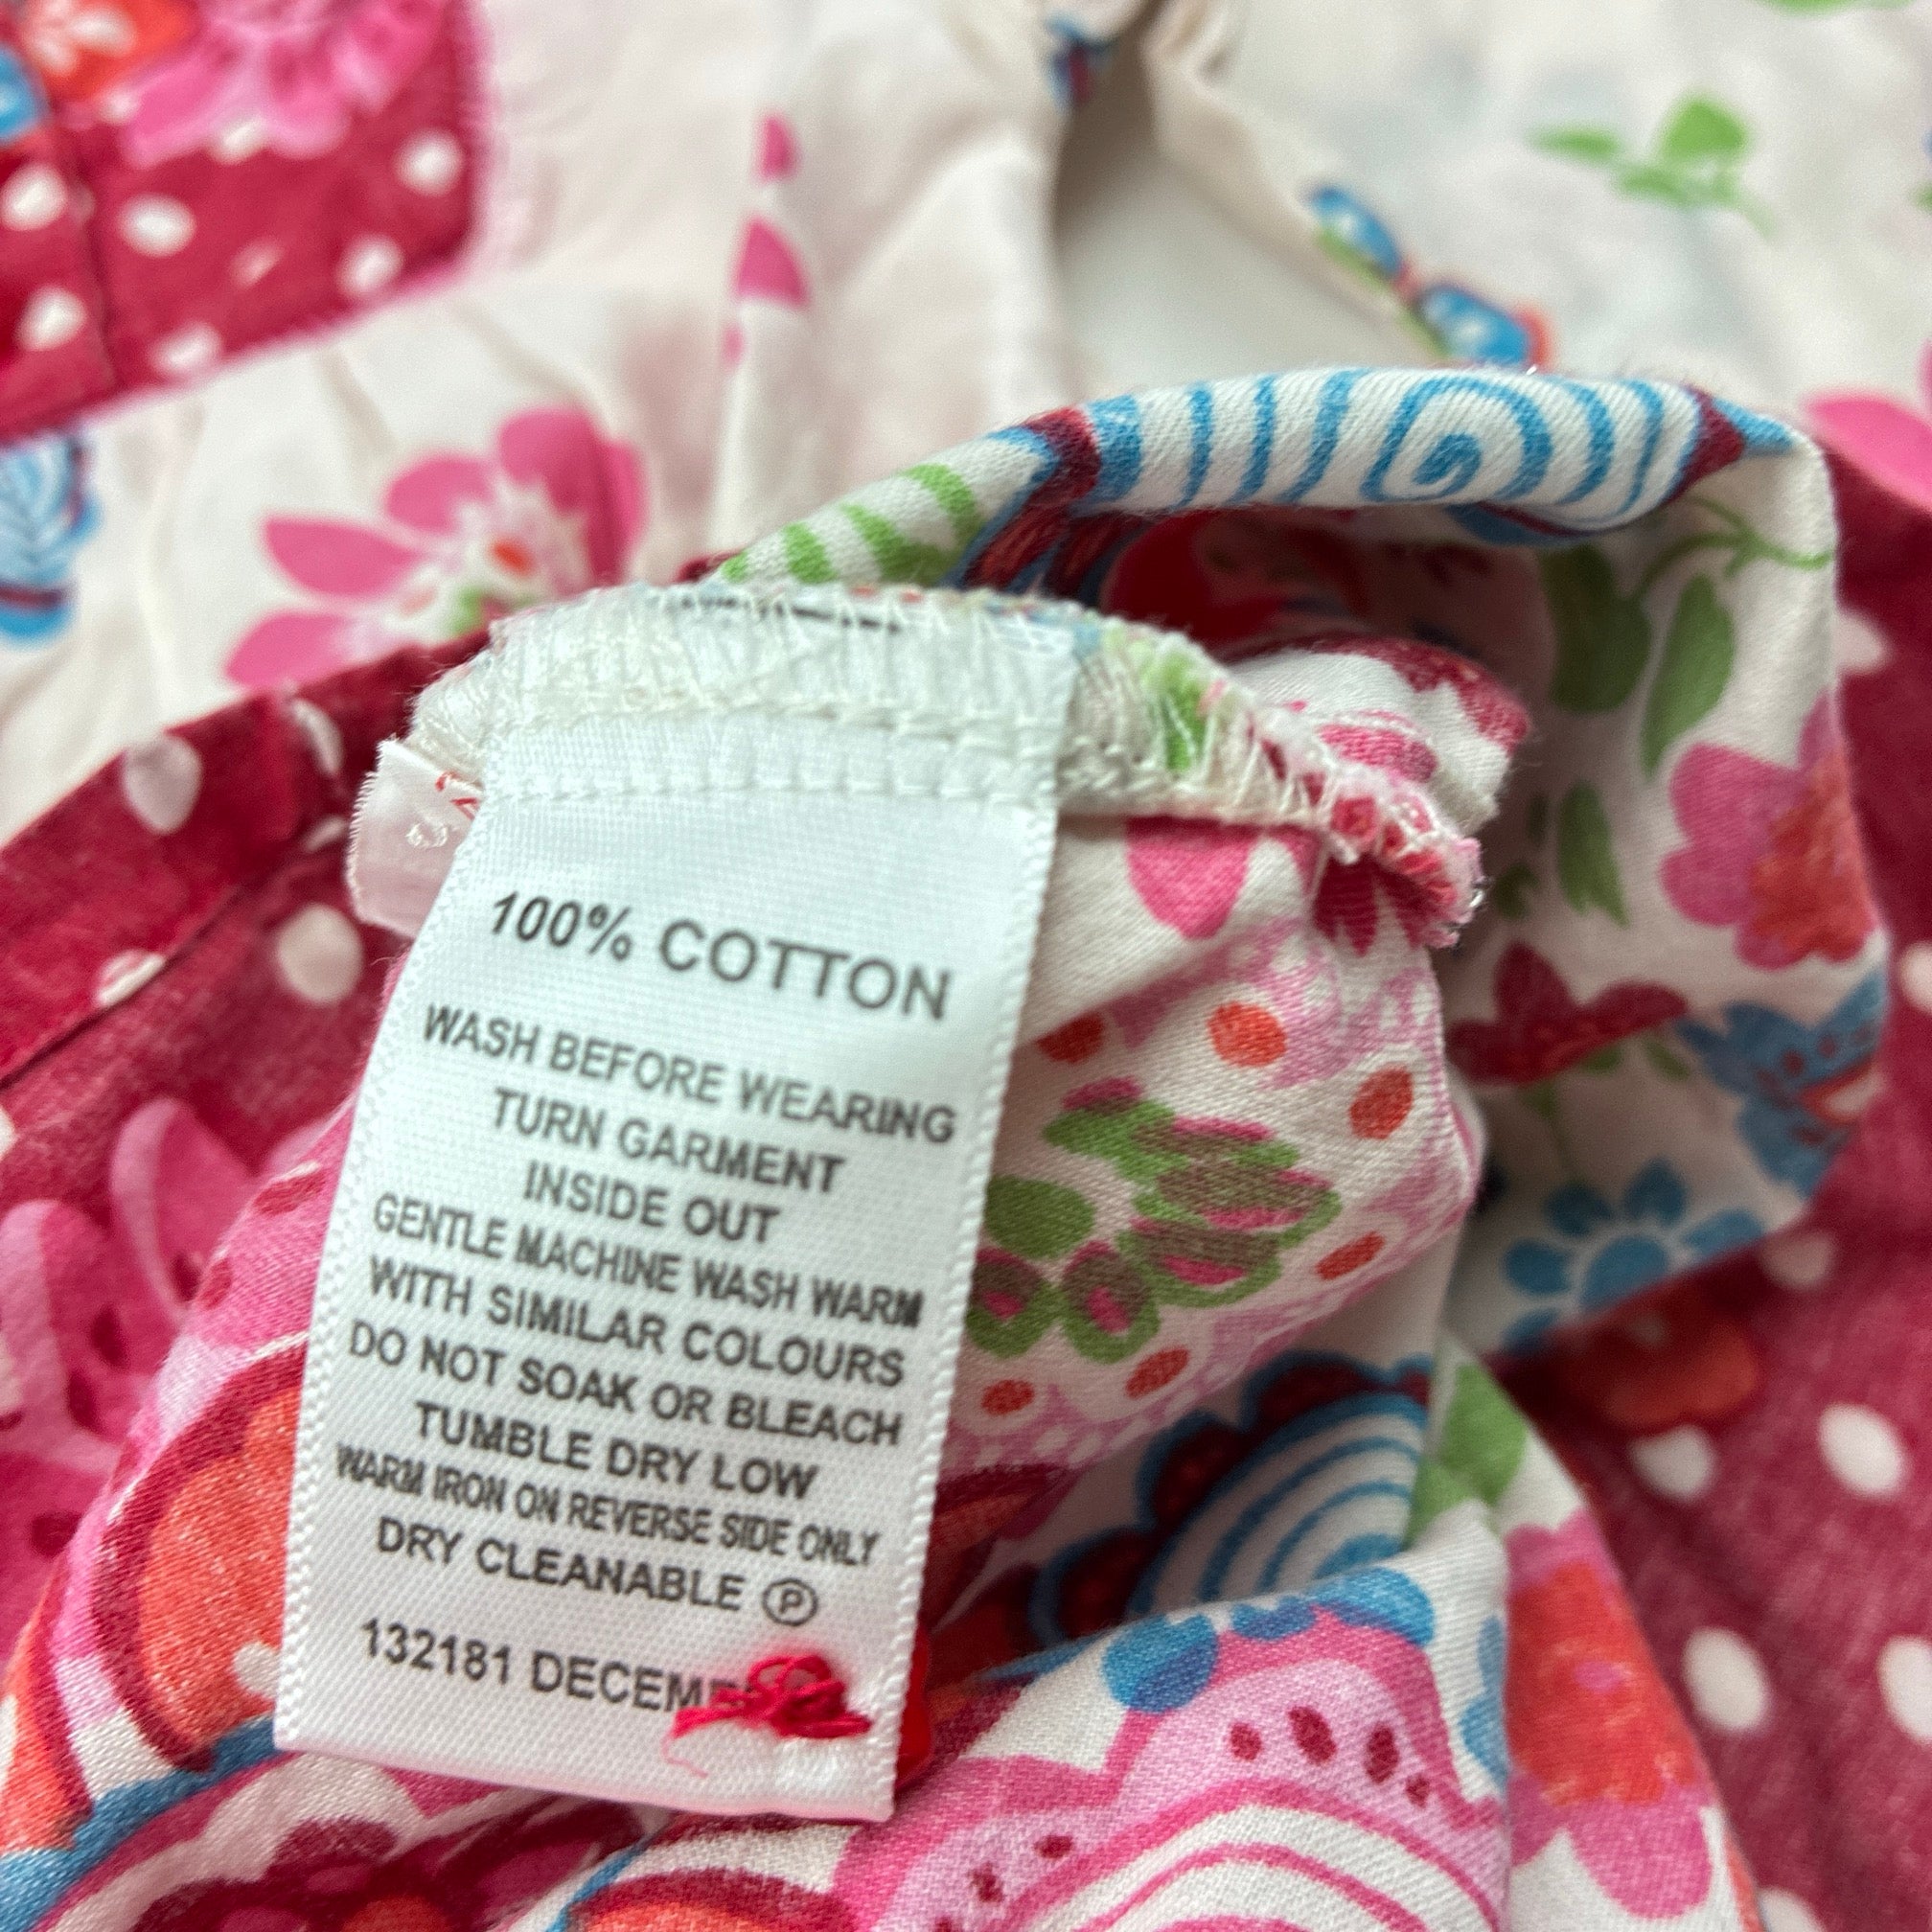 100% COTTON
WASH BEFORE WEARING
TURN GARMENT
INSIDE OUT
GENTLE MACHINE WASH WARM
WITH SIMILAR COLOURS
DO NOT SOAK OR BLEACH
TUMBLE DRY LOW
WARM IRON ON REVERSE SIDE ONLY
DRY CLEANABLE Ⓟ
132181